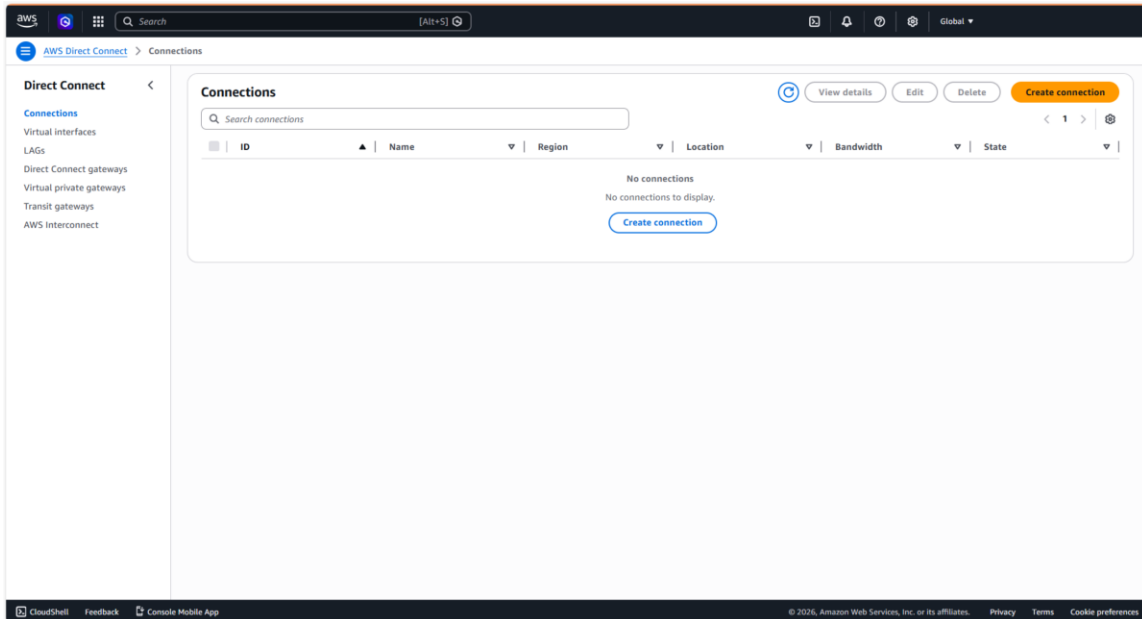 aws Search [Alt+S] Global
AWS Direct Connect > Connections
Direct Connect
Connections
Virtual interfaces
LAGs
Direct Connect gateways
Virtual private gateways
Transit gateways
AWS Interconnect
Connections View details Edit Delete Create connection
Search connections 1
ID Name Region Location Bandwidth State
No connections
No connections to display.
Create connection
CloudShell Feedback Console Mobile App © 2026, Amazon Web Services, Inc. or its affiliates. Privacy Terms Cookie preferences